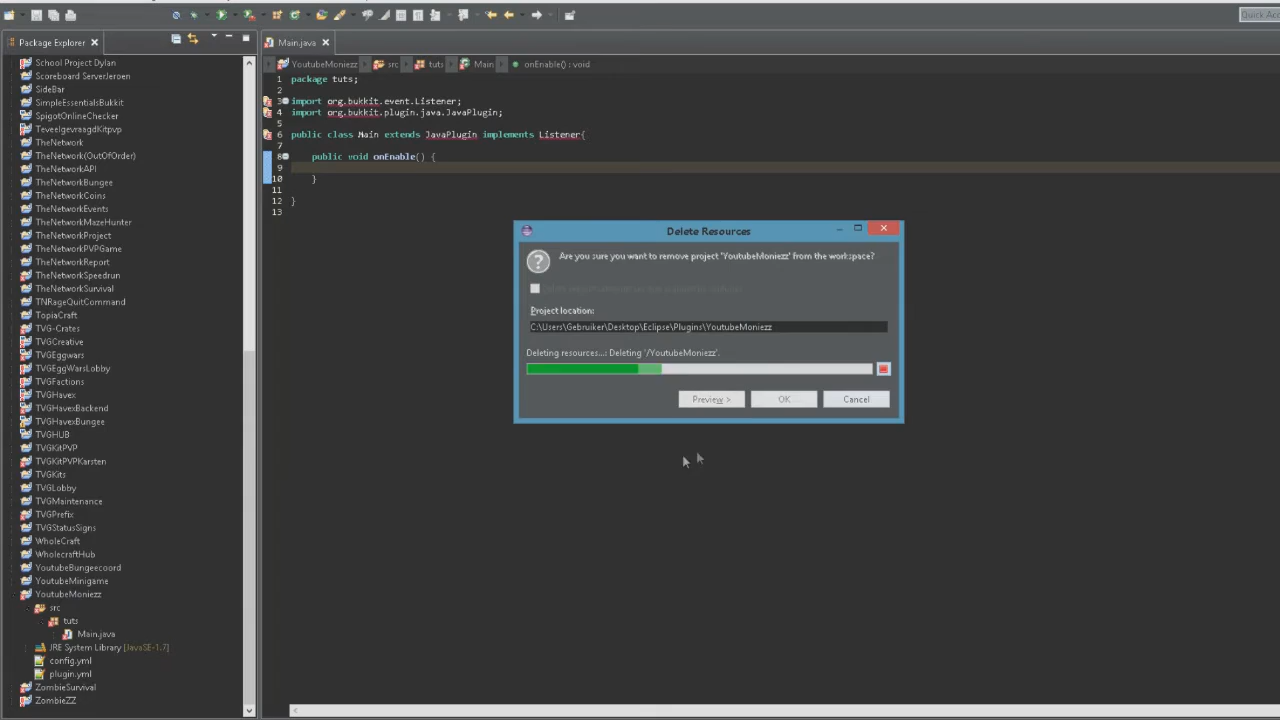 Quick Acc
Package Explorer
School Project Dylan
Scoreboard ServerJeroen
SideBar
SimpleEssentialsBukkit
SpigotOnlineChecker
TeveelgevraagdKitpvp
TheNetwork
TheNetwork(OutOfOrder)
TheNetworkAPI
TheNetworkBungee
TheNetworkCoins
TheNetworkEvents
TheNetworkMazeHunter
TheNetworkProject
TheNetworkPVPGame
TheNetworkReport
TheNetworkSpeedrun
TheNetworkSurvival
TNRageQuitCommand
TopiaCraft
TVG-Crates
TVGCreative
TVGEggwars
TVGEggWarsLobby
TVGFactions
TVGHavex
TVGHavexBackend
TVGHavexBungee
TVGHUB
TVGKitPVP
TVGKitPVPKarsten
TVGKits
TVGLobby
TVGMaintenance
TVGPrefix
TVGStatusSigns
WholeCraft
WholecraftHub
YoutubeBungeecoord
YoutubeMinigame
YoutubeMoniezz
src
tuts
Main.java
JRE System Library [JavaSE-1.7]
config.yml
plugin.yml
ZombieSurvival
ZombieZZ
Main.java
YoutubeMoniezz src tuts Main onEnable() : void
1 package tuts;
2
3 import org.bukkit.event.Listener;
4 import org.bukkit.plugin.java.JavaPlugin;
5
6 public class Main extends JavaPlugin implements Listener{
7
8 public void onEnable() {
9
10 }
11
12 }
13
Delete Resources
Are you sure you want to remove project 'YoutubeMoniezz' from the workspace?
Project location:
C:\Users\Gebruiker\Desktop\Eclipse\Plugins\YoutubeMoniezz
Deleting resources...: Deleting '/YoutubeMoniezz'.
Preview > OK Cancel